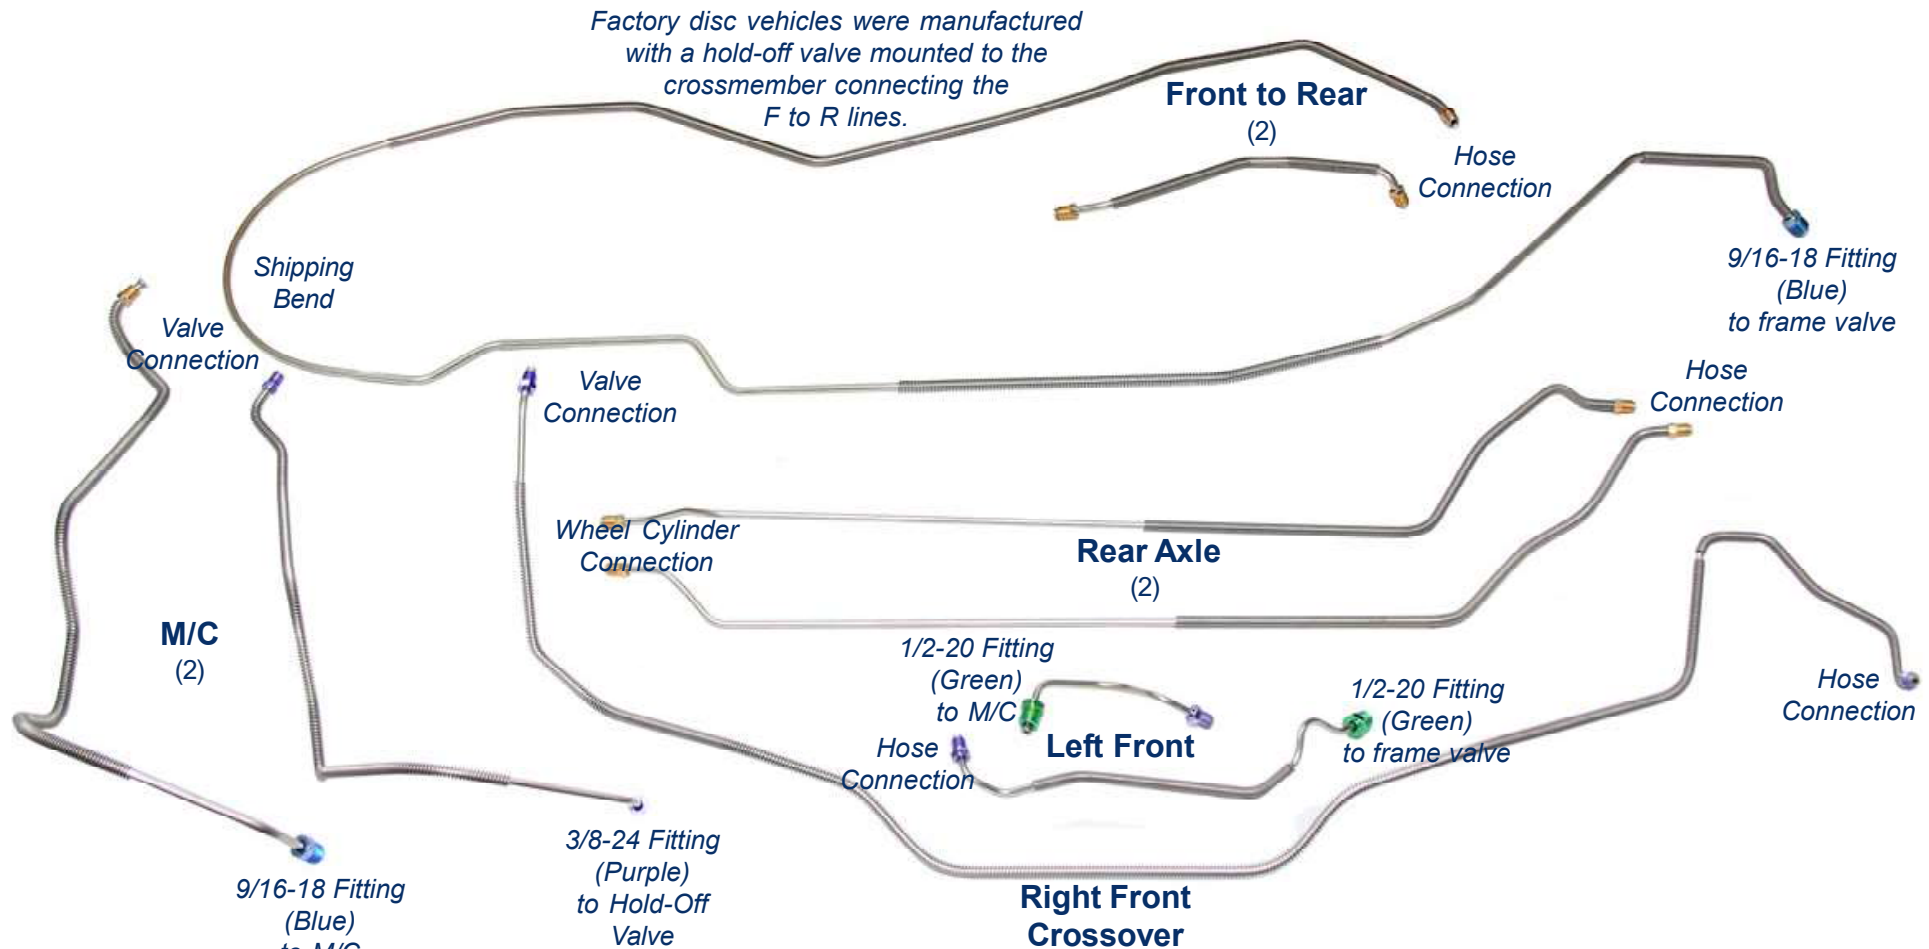 Factory disc vehicles were manufactured
with a hold-off valve mounted to the
crossmember connecting the
F to R lines.
Front to Rear
(2)
Hose
Connection
Shipping
Bend
9/16-18 Fitting
(Blue)
to frame valve
Valve
Connection
Valve
Connection
Hose
Connection
Wheel Cylinder
Connection
Rear Axle
(2)
M/C
(2)
1/2-20 Fitting
(Green)
to M/C
1/2-20 Fitting
(Green)
to frame valve
Hose
Connection
Left Front
Hose
Connection
3/8-24 Fitting
(Purple)
to Hold-Off
Valve
9/16-18 Fitting
(Blue)
to M/C
Right Front
Crossover